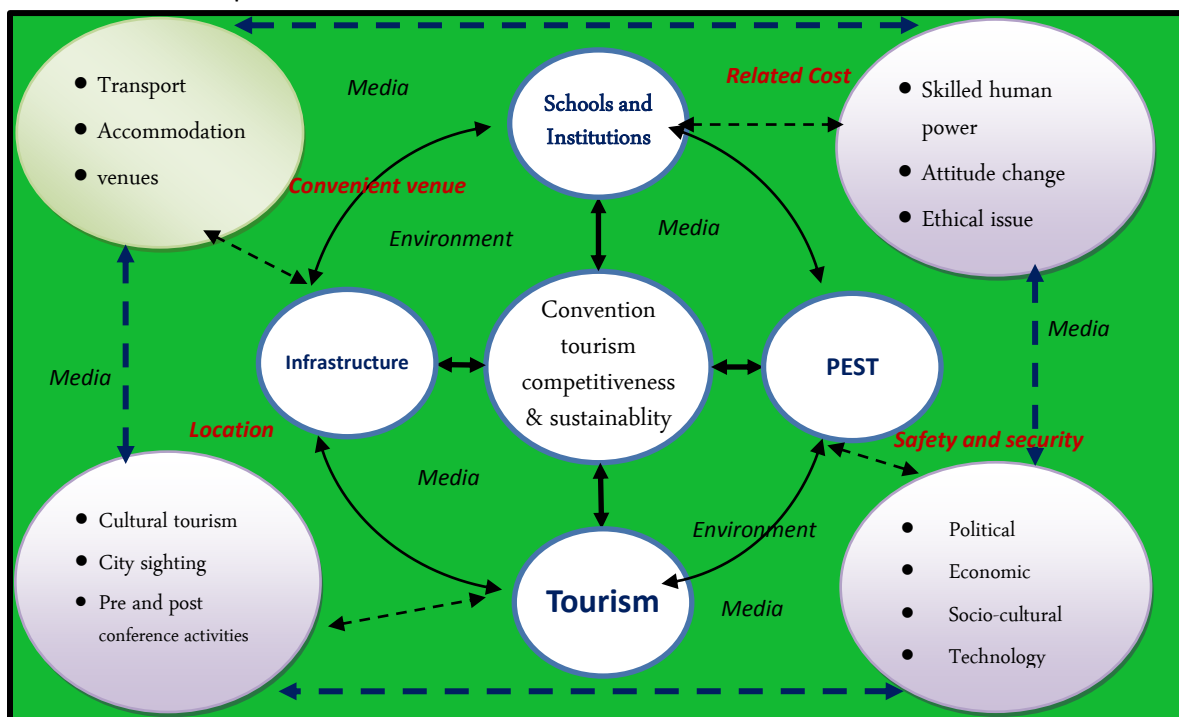 ● Transport
● Accommodation
● venues
Media
Schools and
Institutions
Related Cost
● Skilled human
power
● Attitude change
● Ethical issue
Convenient venue
Environment
Media
Infrastructure
Convention
tourism
competitiveness
& sustainablity
PEST
Media
Media
Location
Safety and security
Media
● Cultural tourism
● City sighting
● Pre and post
conference activities
Tourism
Environment
Media
● Political
● Economic
● Socio-cultural
● Technology